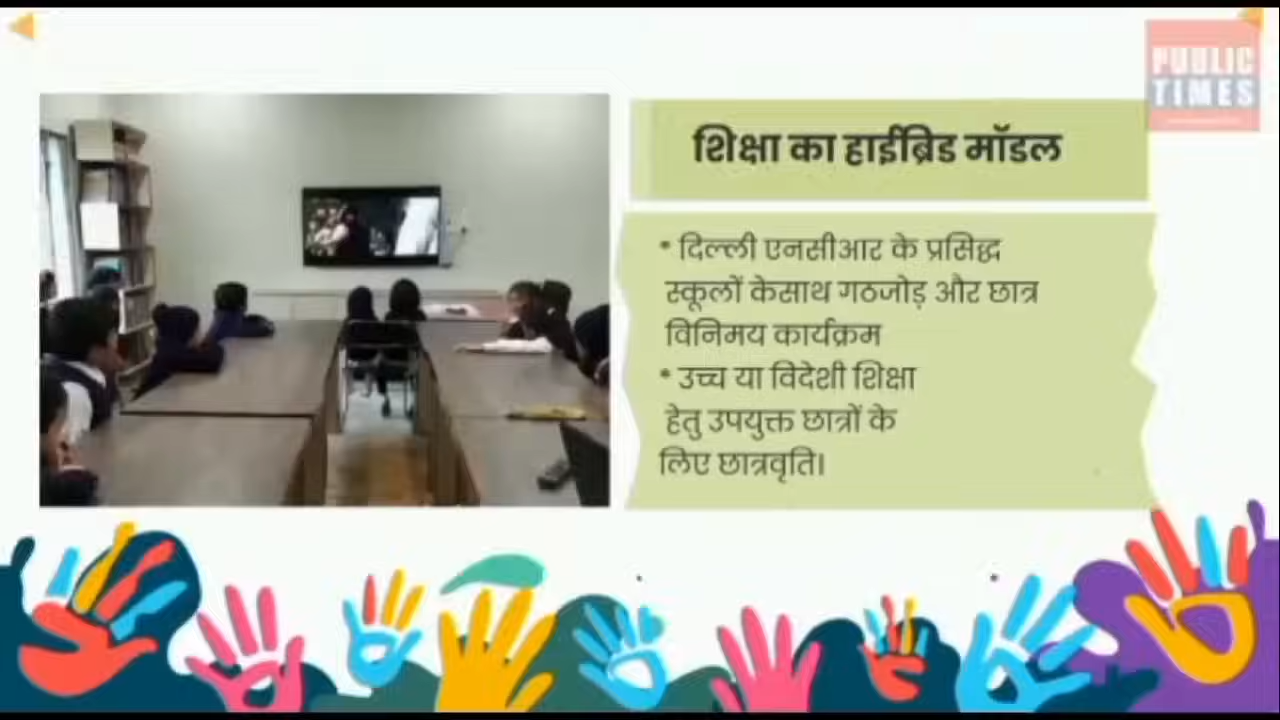 PUBLIC
TIMES
शिक्षा का हाईब्रिड मॉडल
* दिल्ली एनसीआर के प्रसिद्ध
स्कूलों केसाथ गठजोड़ और छात्र
विनिमय कार्यक्रम
* उच्च या विदेशी शिक्षा
हेतु उपयुक्त छात्रों के
लिए छात्रवृति।